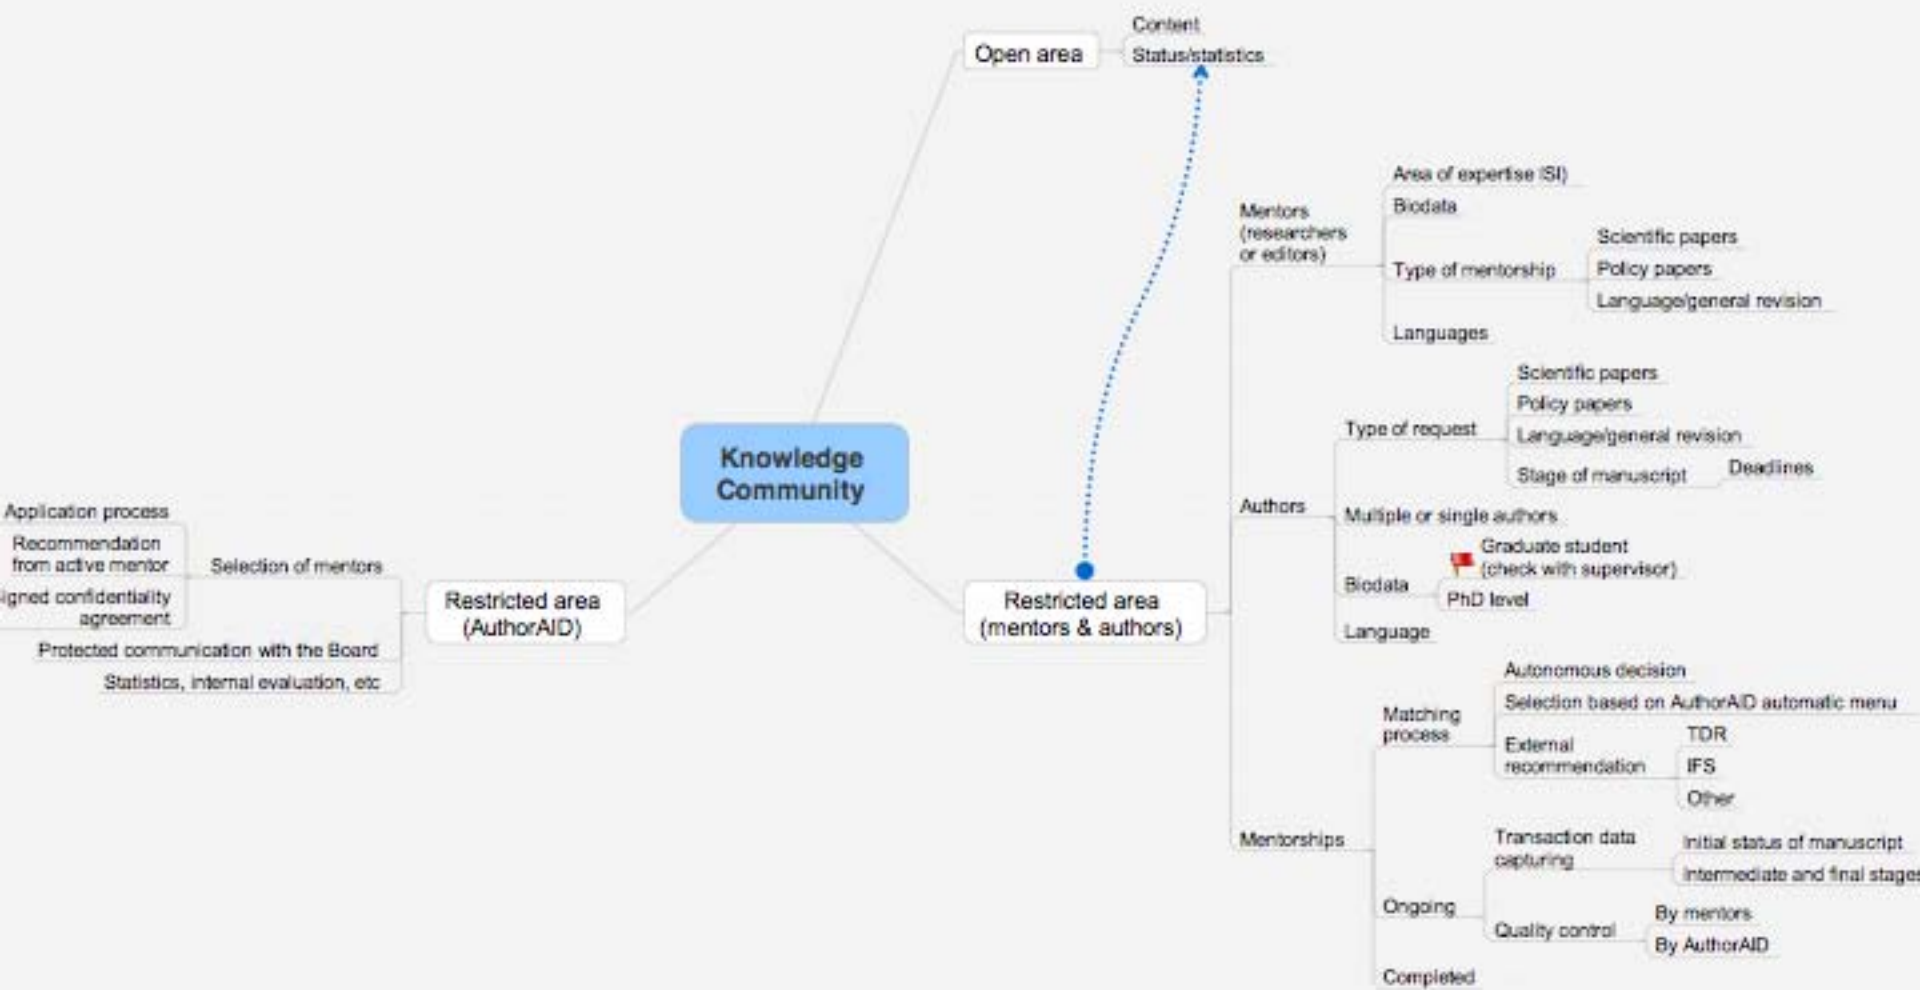 Content
Open area
Status/statistics
Area of expertise ISI)
Mentors
(researchers
or editors)
Biodata
Type of mentorship
Scientific papers
Policy papers
Language/general revision
Languages
Type of request
Scientific papers
Policy papers
Language/general revision
Stage of manuscript
Deadlines
Knowledge
Community
Authors
Multiple or single authors
Biodata
Graduate student
(check with supervisor)
PhD level
Language
Application process
Recommendation
from active mentor
igned confidentiality
agreement
Selection of mentors
Protected communication with the Board
Statistics, internal evaluation, etc
Restricted area
(AuthorAID)
Restricted area
(mentors & authors)
Autonomous decision
Selection based on AuthorAID automatic menu
Matching
process
External
recommendation
TDR
IFS
Other
Mentorships
Transaction data
capturing
Initial status of manuscript
Intermediate and final stages
Ongoing
Quality control
By mentors
By AuthorAID
Completed